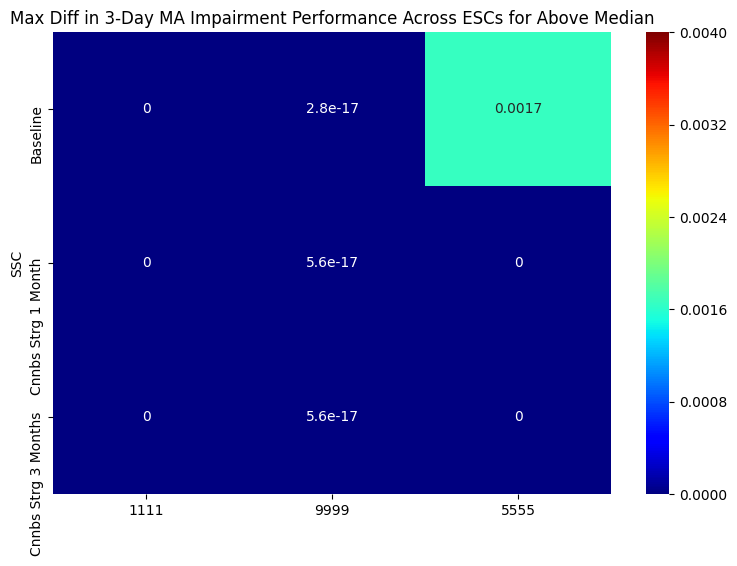 Max Diff in 3-Day MA Impairment Performance Across ESCs for Above Median
SSC
Baseline
Cnnbs Strg 1 Month
Cnnbs Strg 3 Months
0 2.8e-17 0.0017
0 5.6e-17 0
0 5.6e-17 0
1111 9999 5555
0.0040
0.0032
0.0024
0.0016
0.0008
0.0000